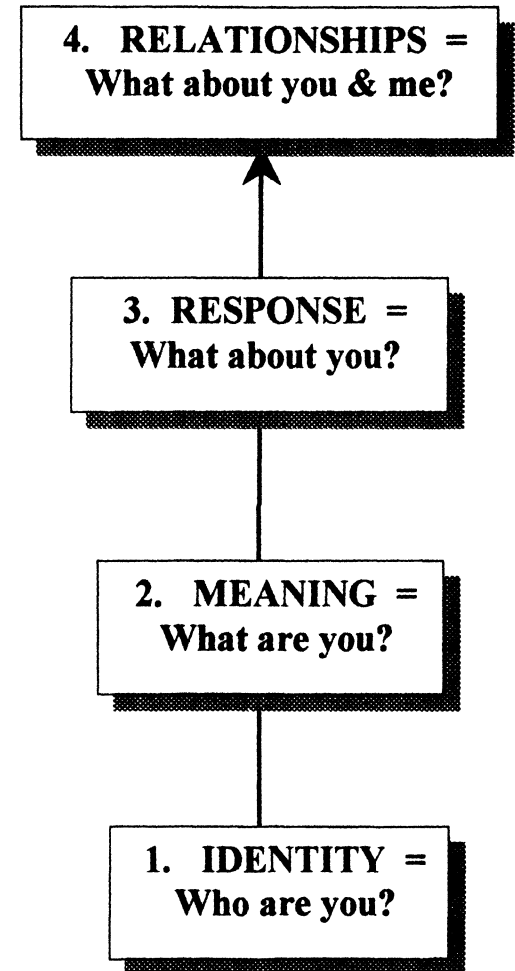 4. RELATIONSHIPS =
What about you & me?
3. RESPONSE =
What about you?
2. MEANING =
What are you?
1. IDENTITY =
Who are you?